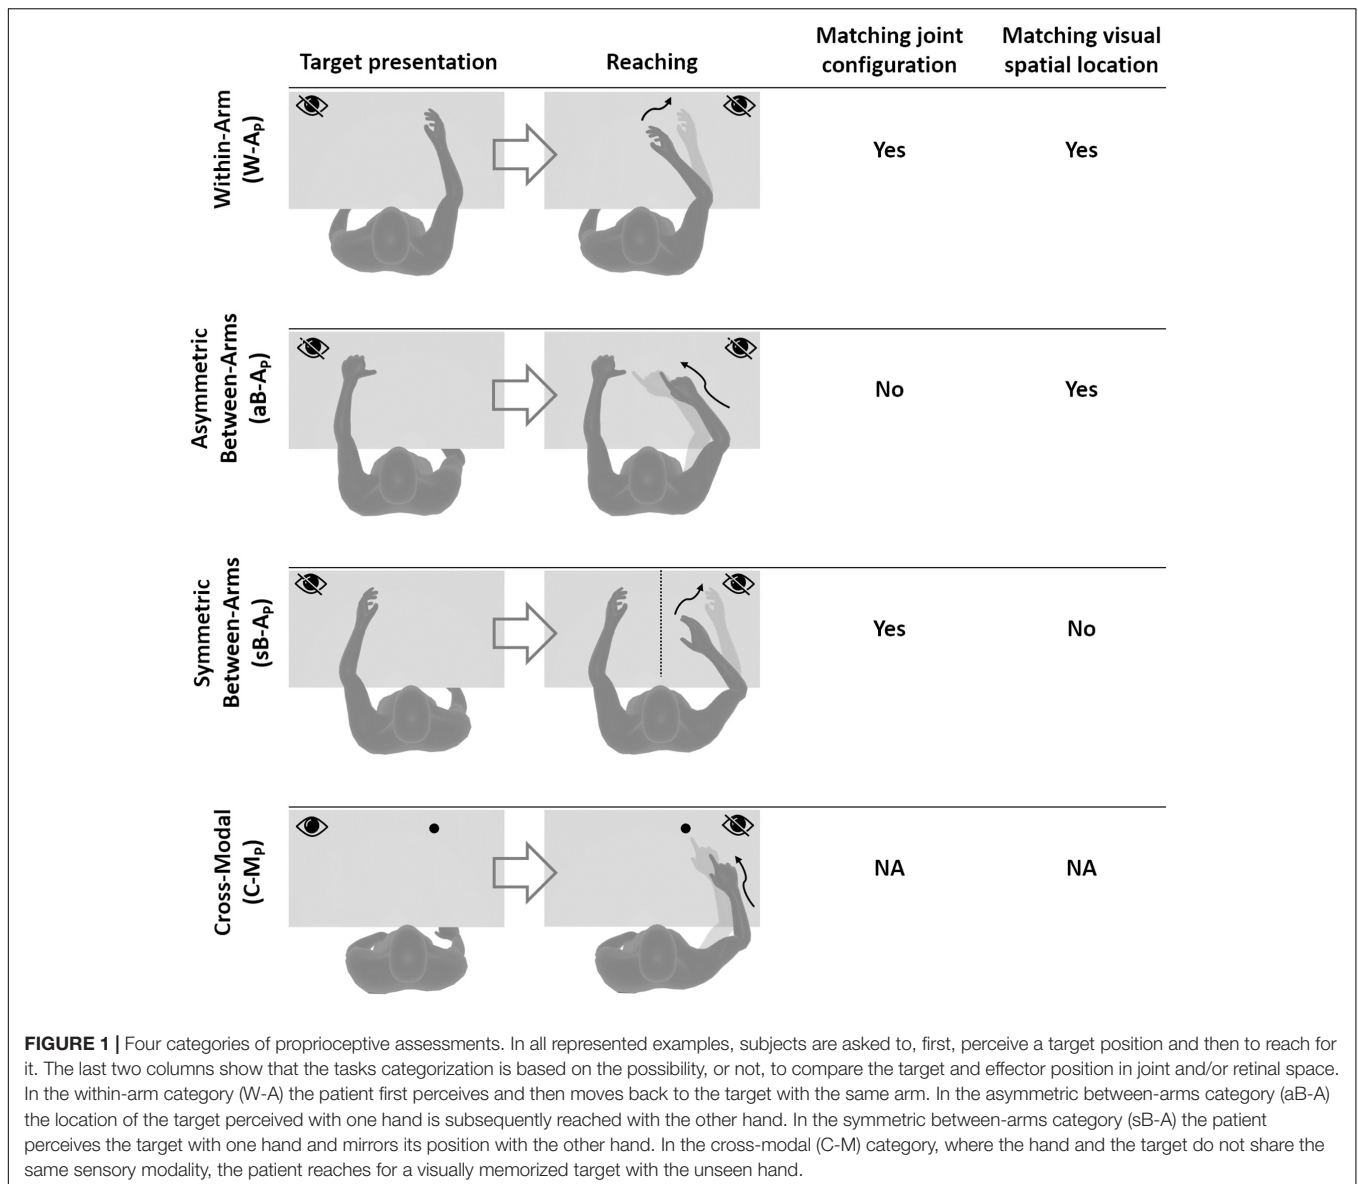 Target presentation
Reaching
Matching joint
configuration
Matching visual
spatial location
Within-Arm
(W-Aₚ)
Yes
Yes
Asymmetric
Between-Arms
(aB-Aₚ)
No
Yes
Symmetric
Between-Arms
(sB-Aₚ)
Yes
No
Cross-Modal
(C-Mₚ)
NA
NA
FIGURE 1 | Four categories of proprioceptive assessments. In all represented examples, subjects are asked to, first, perceive a target position and then to reach for
it. The last two columns show that the tasks categorization is based on the possibility, or not, to compare the target and effector position in joint and/or retinal space.
In the within-arm category (W-A) the patient first perceives and then moves back to the target with the same arm. In the asymmetric between-arms category (aB-A)
the location of the target perceived with one hand is subsequently reached with the other hand. In the symmetric between-arms category (sB-A) the patient
perceives the target with one hand and mirrors its position with the other hand. In the cross-modal (C-M) category, where the hand and the target do not share the
same sensory modality, the patient reaches for a visually memorized target with the unseen hand.